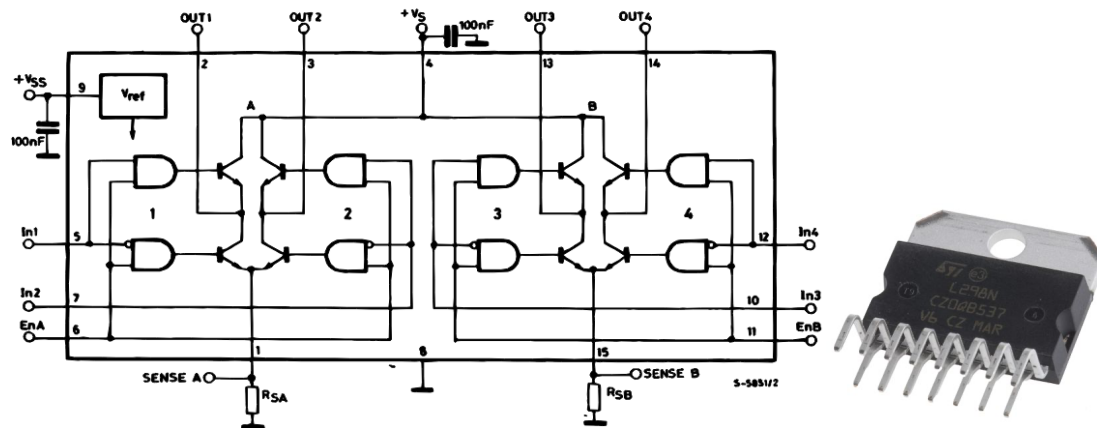 OUT1
OUT2
+VS
100nF
OUT3
OUT4
2
3
4
13
14
+VSS
9
Vref
100nF
A
B
1
2
3
4
In1
5
12
In4
In2
7
10
In3
EnA
6
11
EnB
1
8
15
SENSE A
RSA
SENSE B
RSB
S-5851/2
ST
L298N
CZ0QB537
V6 CZ MAR